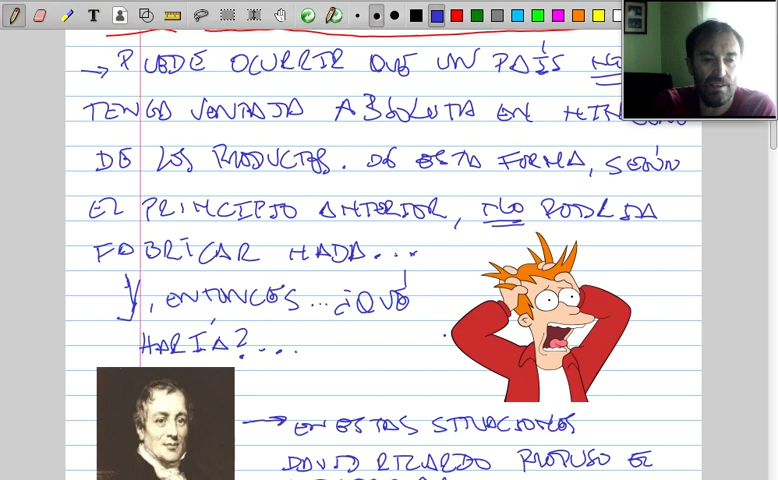 → PUEDE OCURRIR QUE UN PAÍS NO
TENGA VENTAJA ABSOLUTA EN NINGUNO
DE LOS PRODUCTOS. DE ESTA FORMA, SEGÚN
EL PRINCIPIO ANTERIOR, NO PODRÍA
FABRICAR NADA...
Y, ENTONCES... ¿QUÉ
HARÍA?...
→ EN ESTAS SITUACIONES
DAVID RICARDO PROPUSO EL